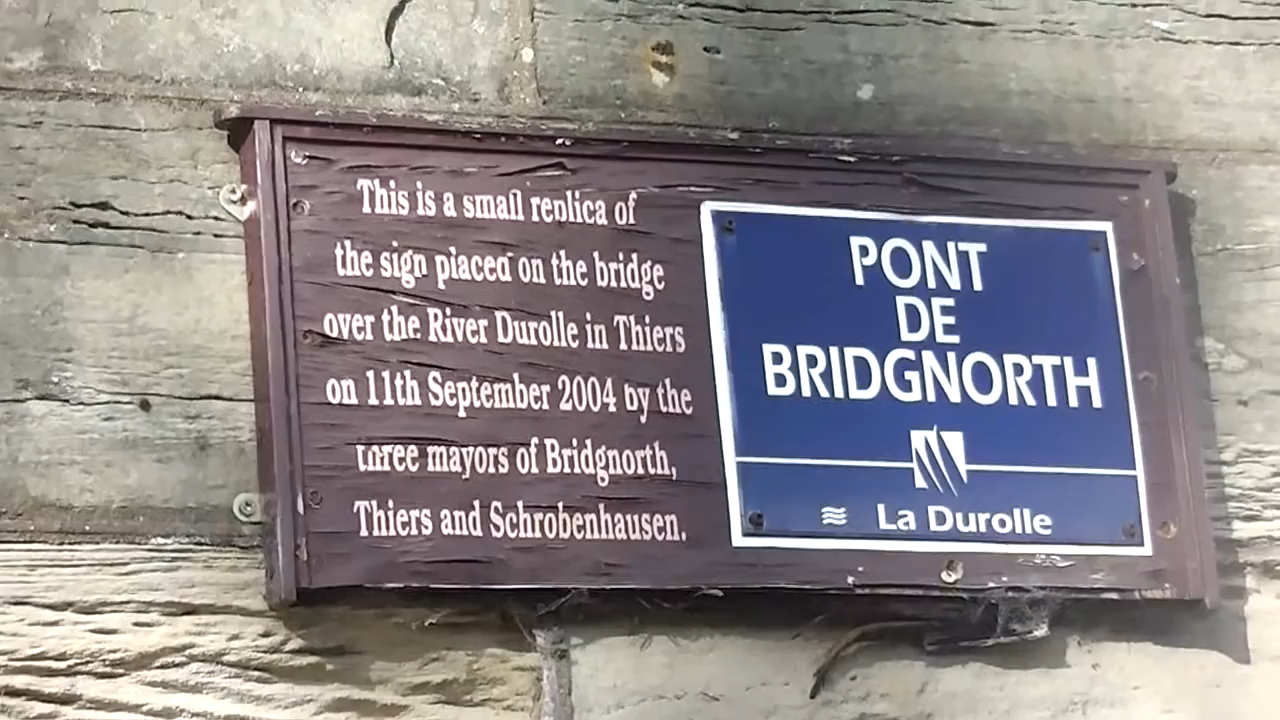 This is a small replica of
the sign placed on the bridge
over the River Durolle in Thiers
on 11th September 2004 by the
three mayors of Bridgnorth,
Thiers and Schrobenhausen.
PONT
DE
BRIDGNORTH
La Durolle